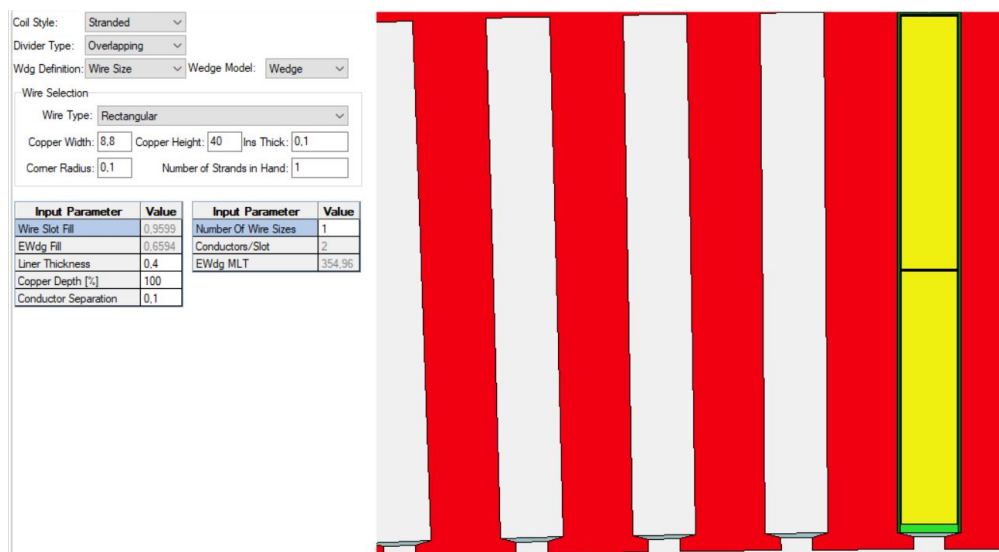 Coil Style: Stranded
Divider Type: Overlapping
Wdg Definition: Wire Size Wedge Model: Wedge
Wire Selection
Wire Type: Rectangular
Copper Width: 8,8 Copper Height: 40 Ins Thick: 0,1
Corner Radius: 0,1 Number of Strands in Hand: 1
Input Parameter Value Input Parameter Value
Wire Slot Fill 0,9599 Number Of Wire Sizes 1
EWdg Fill 0,6594 Conductors/Slot 2
Liner Thickness 0,4 EWdg MLT 354,96
Copper Depth [%] 100
Conductor Separation 0,1